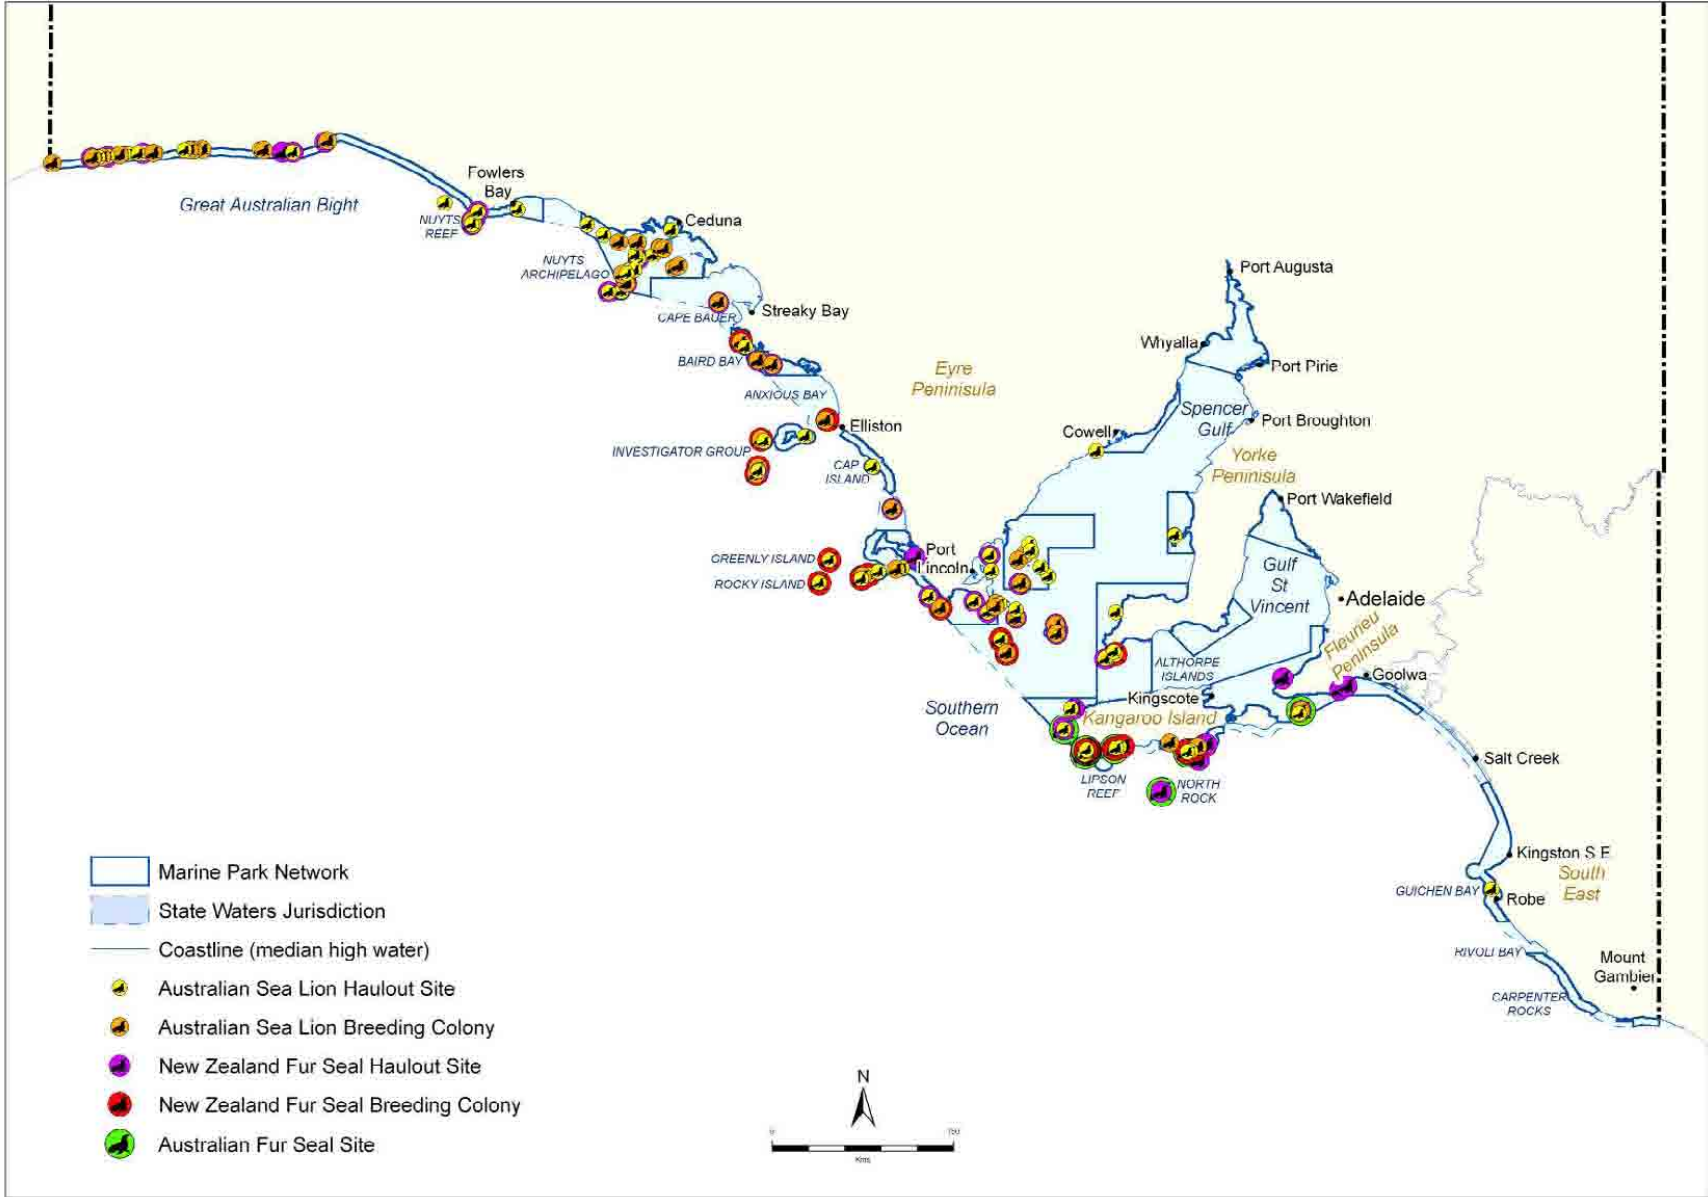 Fowlers
Bay
Great Australian Bight
NUYTS
REEF
Ceduna
NUYTS
ARCHIPELAGO
Port Augusta
CAPE BAUER
Streaky Bay
Whyalla
BAIRD BAY
Eyre
Peninisula
Port Pirie
ANXIOUS BAY
Spencer
Gulf
Port Broughton
Elliston
Cowell
INVESTIGATOR GROUP
CAP
ISLAND
Yorke
Peninisula
Port Wakefield
GREENLY ISLAND
Port
Lincoln
ROCKY ISLAND
Gulf
St
Vincent
Adelaide
Fleurieu
Peninsula
ALTHORPE
ISLANDS
Goolwa
Kingscote
Southern
Ocean
Kangaroo Island
Salt Creek
LIPSON
REEF
NORTH
ROCK
Kingston S E
South
East
GUICHEN BAY
Robe
RIVOLI BAY
Mount
Gambier
CARPENTER
ROCKS
Marine Park Network
State Waters Jurisdiction
Coastline (median high water)
Australian Sea Lion Haulout Site
Australian Sea Lion Breeding Colony
New Zealand Fur Seal Haulout Site
New Zealand Fur Seal Breeding Colony
Australian Fur Seal Site
N
0
Kms